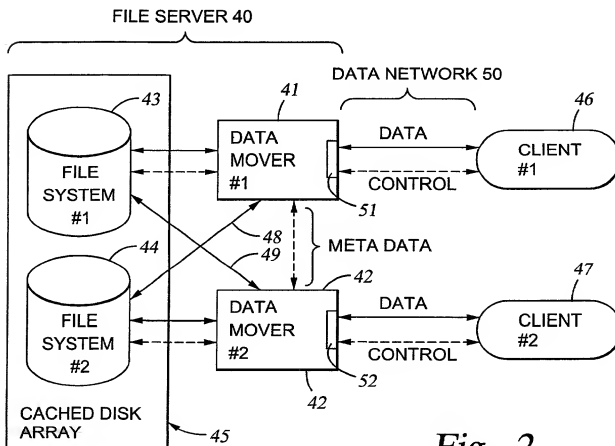 FILE SERVER 40
DATA NETWORK 50
43
41
46
FILE
SYSTEM
#1
DATA
MOVER
#1
DATA
CONTROL
CLIENT
#1
51
48
49
META DATA
44
42
47
FILE
SYSTEM
#2
DATA
MOVER
#2
DATA
CONTROL
CLIENT
#2
52
42
CACHED DISK
ARRAY
45
Fig. 2